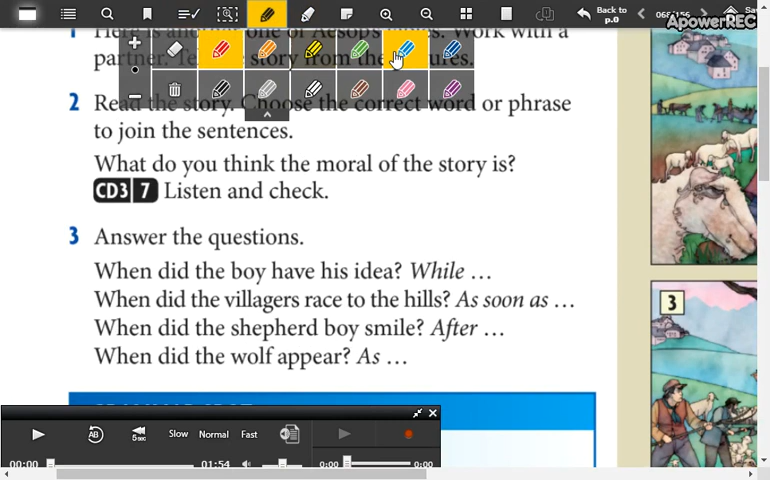 Back to
p.0
ApowerREC
1 Here is another one of Aesop's Work with a
partner. story from the
2 Read the story. Choose the correct word or phrase
to join the sentences.
What do you think the moral of the story is?
CD3 7 Listen and check.
3 Answer the questions.
When did the boy have his idea? While …
When did the villagers race to the hills? As soon as …
When did the shepherd boy smile? After …
When did the wolf appear? As …
3
AB
5sec
Slow
Normal
Fast
00:00
01:54
0:00
0:00